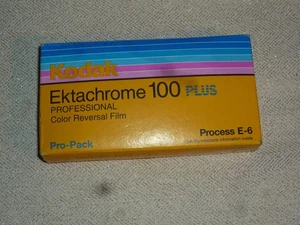 Kodak
Ektachrome 100 PLUS
PROFESSIONAL
Color Reversal Film
Process E-6
Pro-Pack